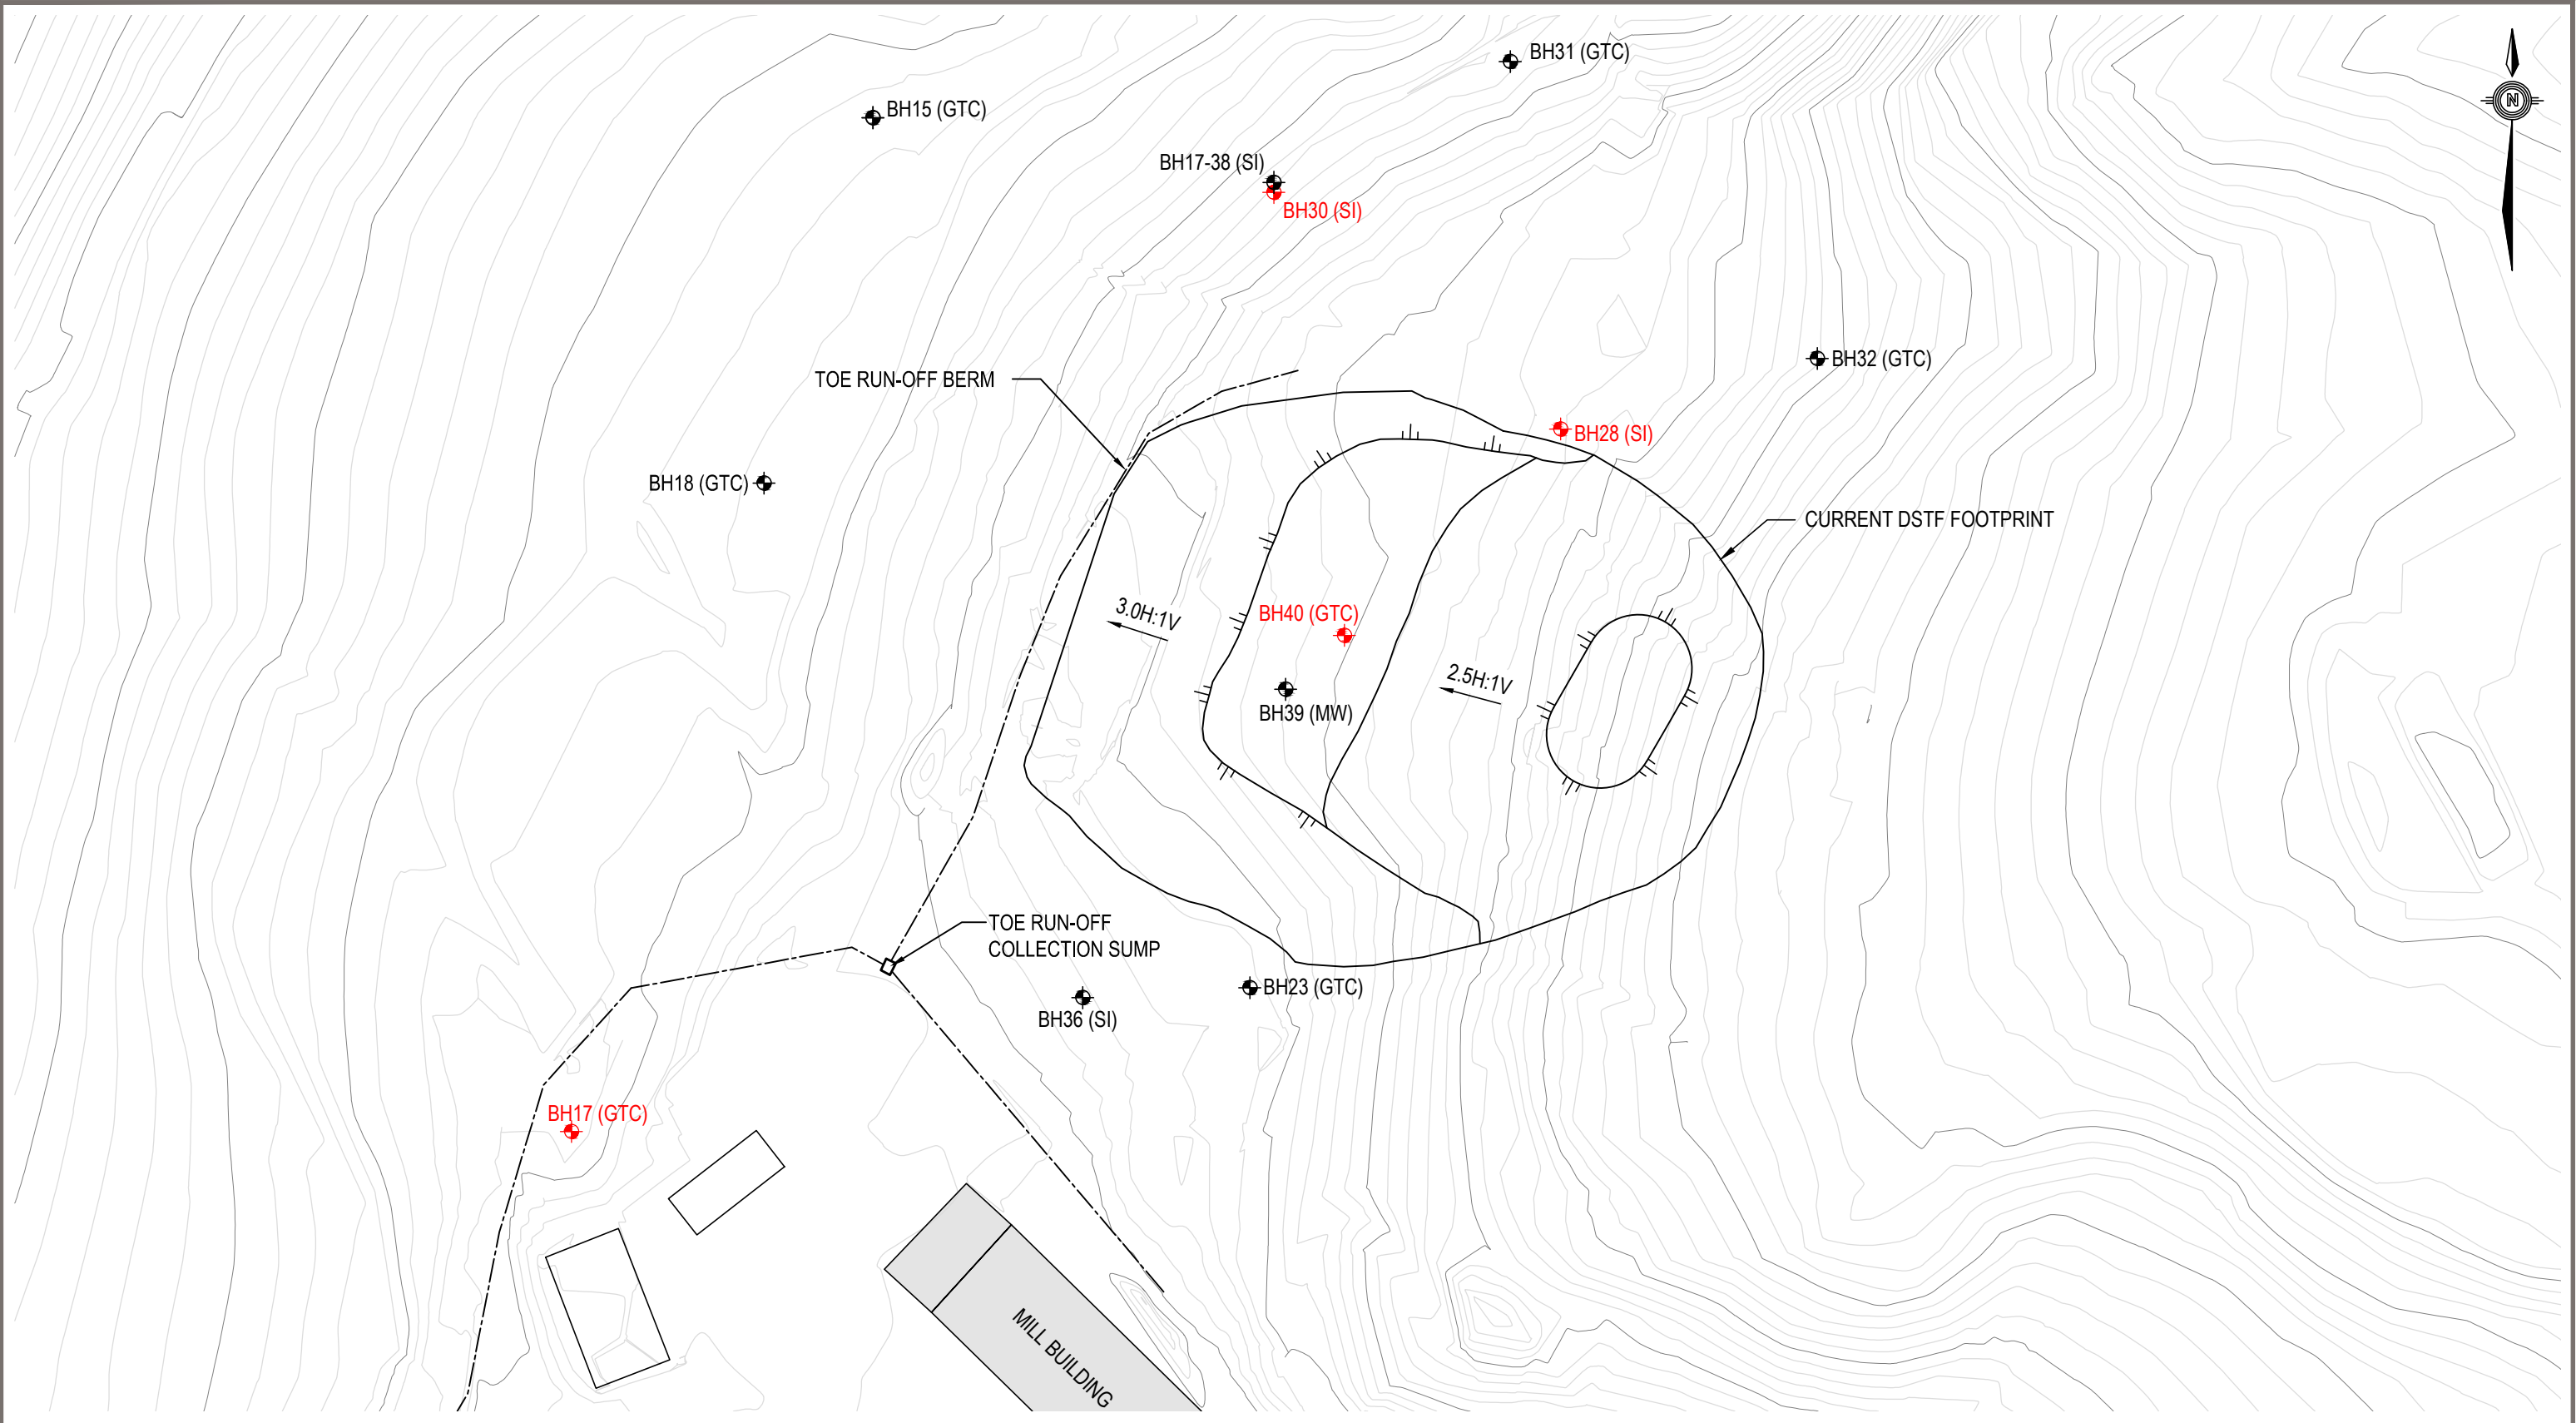 BH31 (GTC)
BH15 (GTC)
N
BH17-38 (SI)
BH30 (SI)
BH32 (GTC)
TOE RUN-OFF BERM
BH28 (SI)
BH18 (GTC)
CURRENT DSTF FOOTPRINT
3.0H:1V
BH40 (GTC)
2.5H:1V
BH39 (MW)
TOE RUN-OFF
COLLECTION SUMP
BH23 (GTC)
BH36 (SI)
BH17 (GTC)
MILL BUILDING